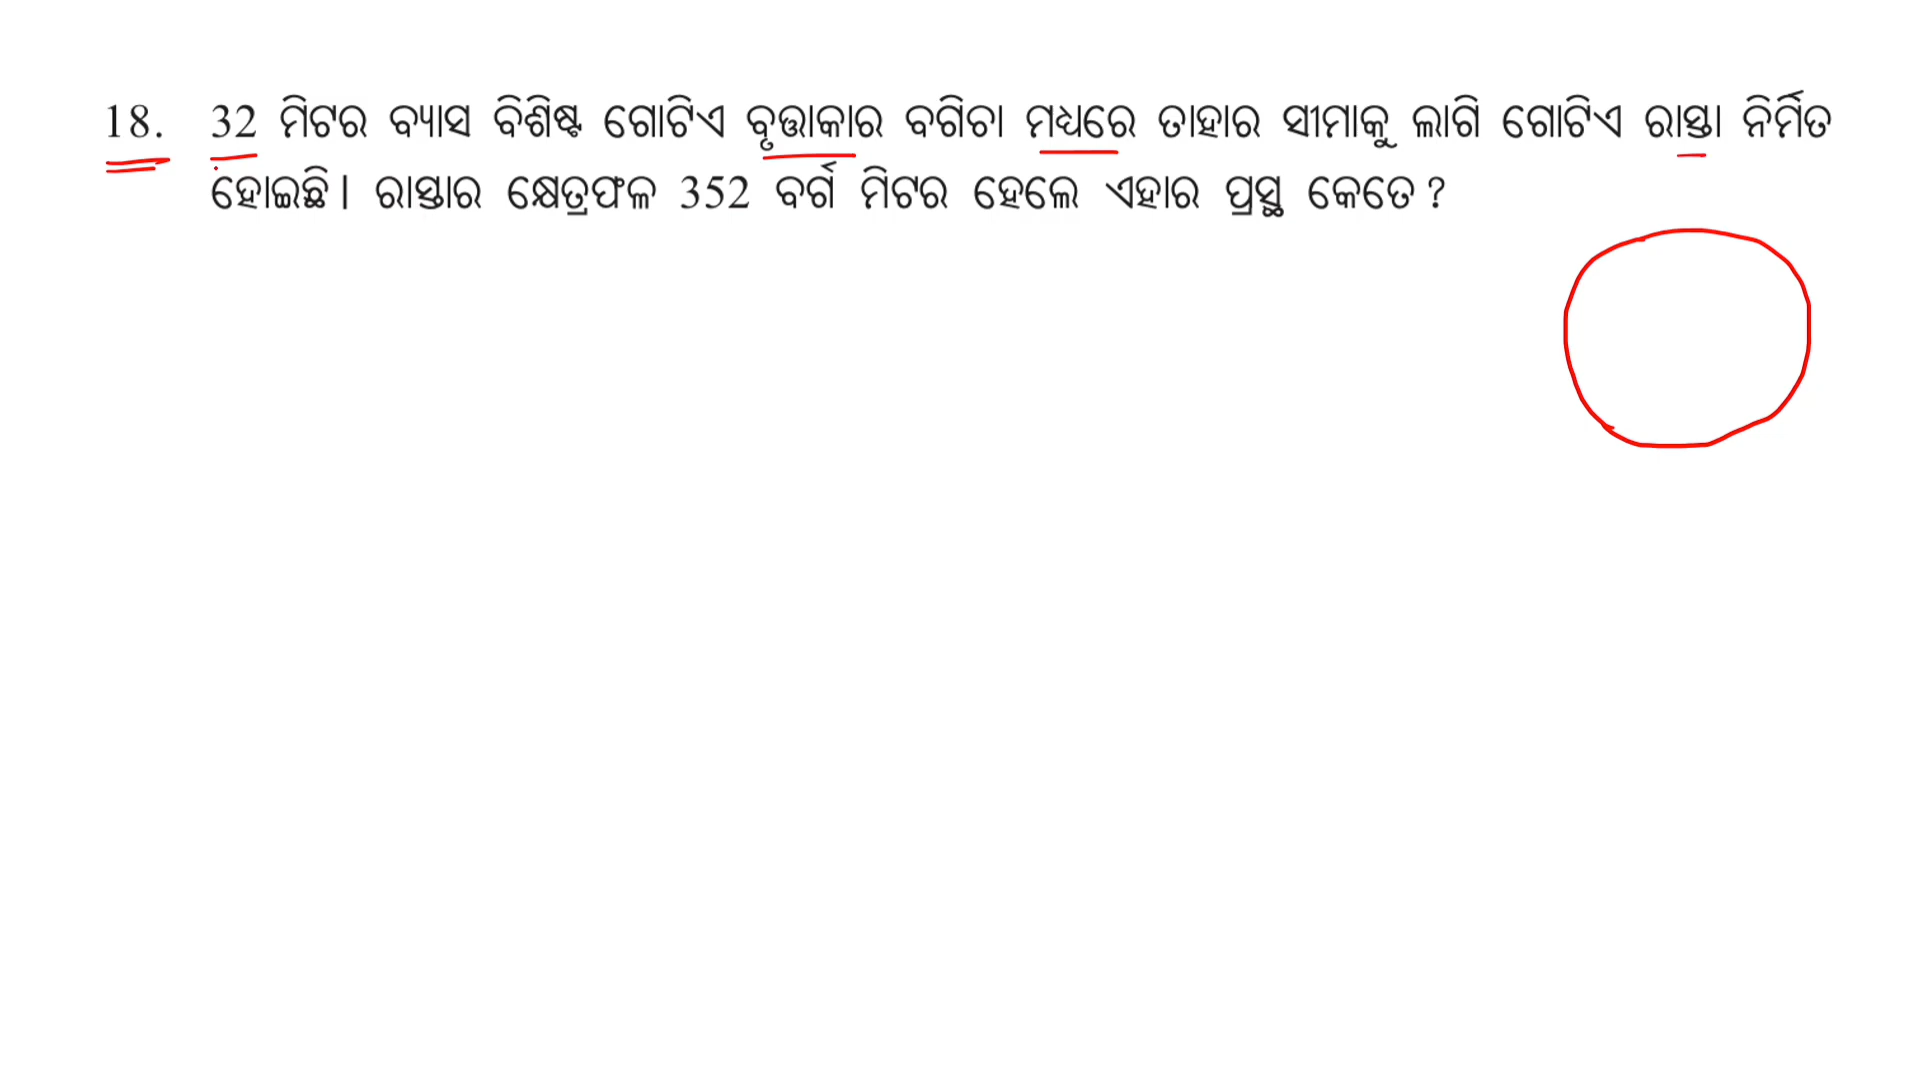 18. 32 ମିଟର ବ୍ୟାସ ବିଶିଷ୍ଟ ଗୋଟିଏ ବୃତ୍ତାକାର ବଗିଚା ମଧ୍ୟରେ ତାହାର ସୀମାକୁ ଲାଗି ଗୋଟିଏ ରାସ୍ତା ନିର୍ମିତ
ହୋଇଛି। ରାସ୍ତାର କ୍ଷେତ୍ରଫଳ 352 ବର୍ଗ ମିଟର ହେଲେ ଏହାର ପ୍ରସ୍ଥ କେତେ ?